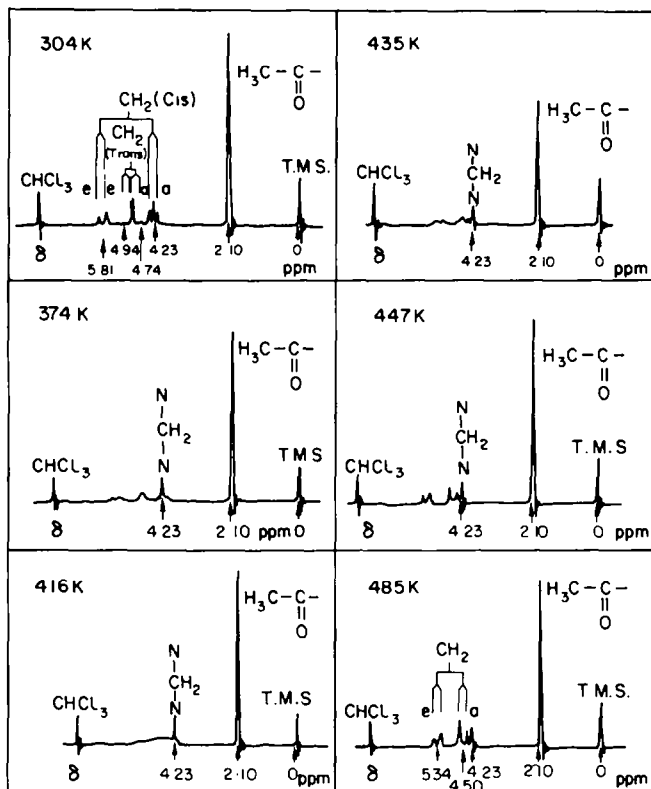 304K
H₃C-C-
O
CH₂(Cis)
CH₂
(Trans)
CHCl₃
e e a a
T.M.S.
δ
5 81
4 94
4 74
4 23
2 10
0
ppm
435K
H₃C-C-
O
N
CH₂
N
CHCl₃
T.M.S.
δ
4 23
2 10
0
ppm
374K
H₃C-C-
O
N
CH₂
N
CHCl₃
T M S
δ
4 23
2·10
ppm
0
447K
H₃C-C-
O
N
CH₂
N
CHCl₃
T.M.S
δ
4 23
2 10
0
ppm
416K
H₃C-C-
O
N
CH₂
N
CHCl₃
T.M.S
δ
4 23
2·10
0
ppm
485K
H₃C-C-
O
CH₂
e a
CHCl₃
T M.S.
δ
5 34
4 50
4 23
2 10
0
ppm